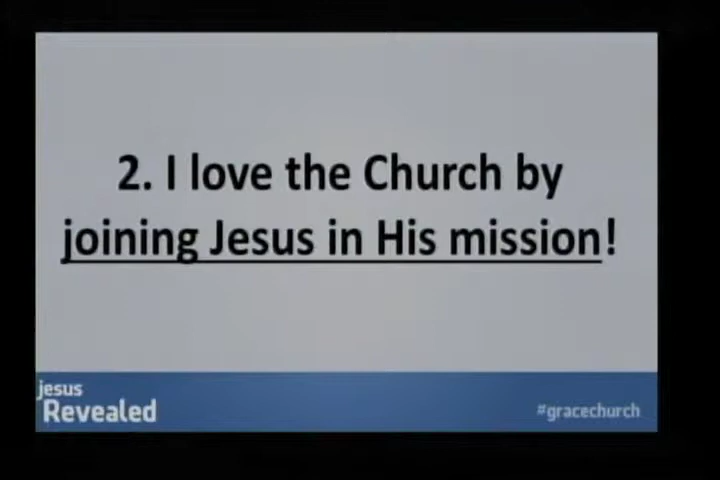 2. I love the Church by
joining Jesus in His mission!
jesus
Revealed
#gracechurch